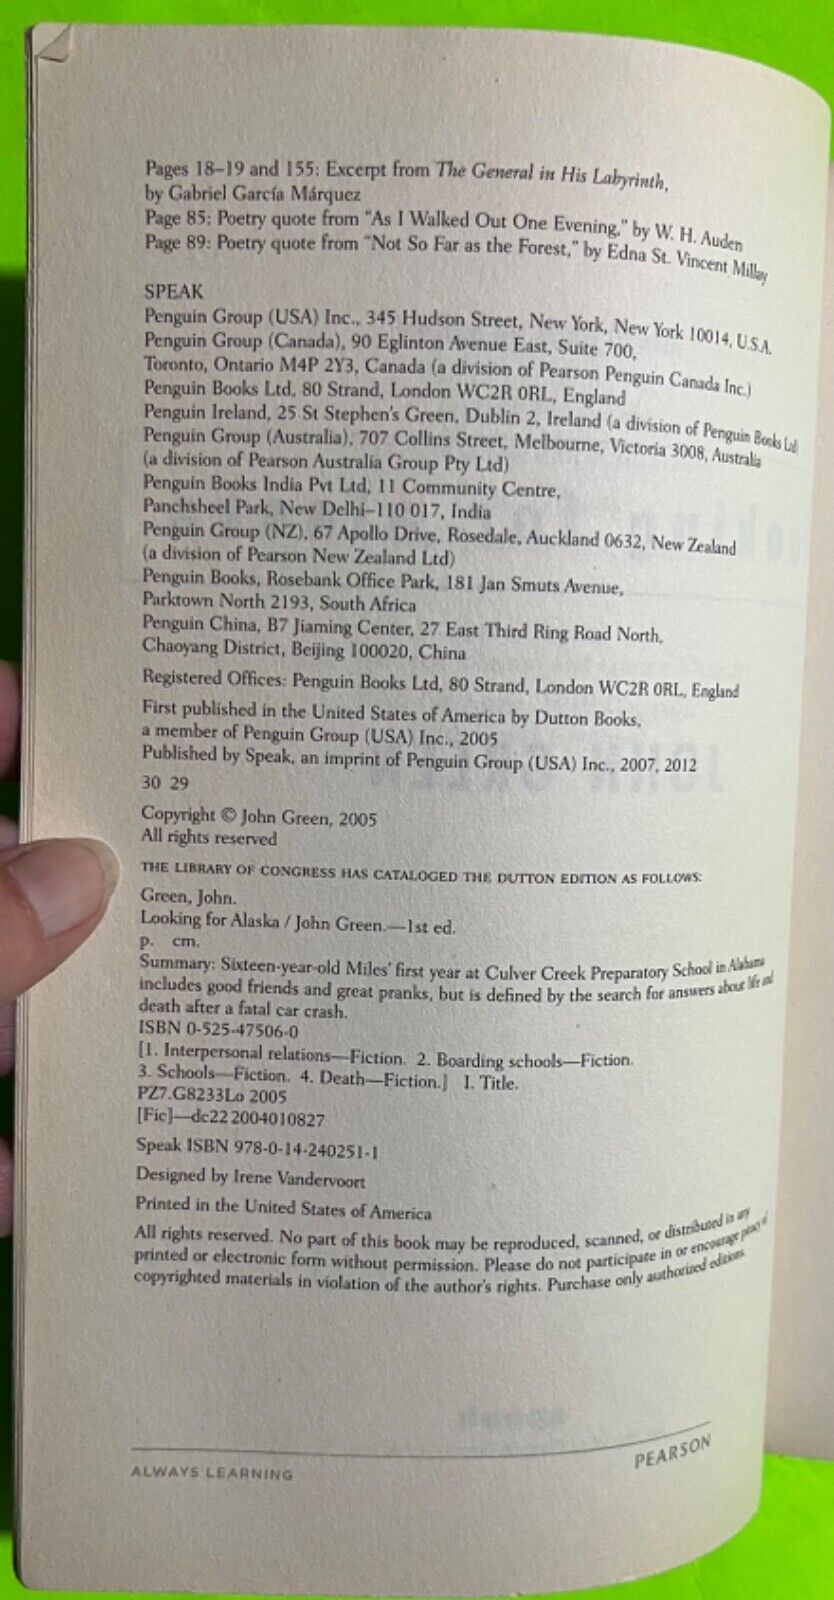 Pages 18–19 and 155: Excerpt from The General in His Labyrinth,
by Gabriel García Márquez
Page 85: Poetry quote from "As I Walked Out One Evening," by W. H. Auden
Page 89: Poetry quote from "Not So Far as the Forest," by Edna St. Vincent Millay
SPEAK
Penguin Group (USA) Inc., 345 Hudson Street, New York, New York 10014, U.S.A.
Penguin Group (Canada), 90 Eglinton Avenue East, Suite 700,
Toronto, Ontario M4P 2Y3, Canada (a division of Pearson Penguin Canada Inc.)
Penguin Books Ltd, 80 Strand, London WC2R 0RL, England
Penguin Ireland, 25 St Stephen's Green, Dublin 2, Ireland (a division of Penguin Books Ltd)
Penguin Group (Australia), 707 Collins Street, Melbourne, Victoria 3008, Australia
(a division of Pearson Australia Group Pty Ltd)
Penguin Books India Pvt Ltd, 11 Community Centre,
Panchsheel Park, New Delhi–110 017, India
Penguin Group (NZ), 67 Apollo Drive, Rosedale, Auckland 0632, New Zealand
(a division of Pearson New Zealand Ltd)
Penguin Books, Rosebank Office Park, 181 Jan Smuts Avenue,
Parktown North 2193, South Africa
Penguin China, B7 Jiaming Center, 27 East Third Ring Road North,
Chaoyang District, Beijing 100020, China
Registered Offices: Penguin Books Ltd, 80 Strand, London WC2R 0RL, England
First published in the United States of America by Dutton Books,
a member of Penguin Group (USA) Inc., 2005
Published by Speak, an imprint of Penguin Group (USA) Inc., 2007, 2012
30 29
Copyright © John Green, 2005
All rights reserved
THE LIBRARY OF CONGRESS HAS CATALOGED THE DUTTON EDITION AS FOLLOWS:
Green, John.
Looking for Alaska / John Green.—1st ed.
p. cm.
Summary: Sixteen-year-old Miles' first year at Culver Creek Preparatory School in Alabama
includes good friends and great pranks, but is defined by the search for answers about life and
death after a fatal car crash.
ISBN 0-525-47506-0
[1. Interpersonal relations—Fiction. 2. Boarding schools—Fiction.
3. Schools—Fiction. 4. Death—Fiction.] I. Title.
PZ7.G8233Lo 2005
[Fic]—dc22 2004010827
Speak ISBN 978-0-14-240251-1
Designed by Irene Vandervoort
Printed in the United States of America
All rights reserved. No part of this book may be reproduced, scanned, or distributed in any
printed or electronic form without permission. Please do not participate in or encourage piracy of
copyrighted materials in violation of the author's rights. Purchase only authorized editions.
ALWAYS LEARNING
PEARSON